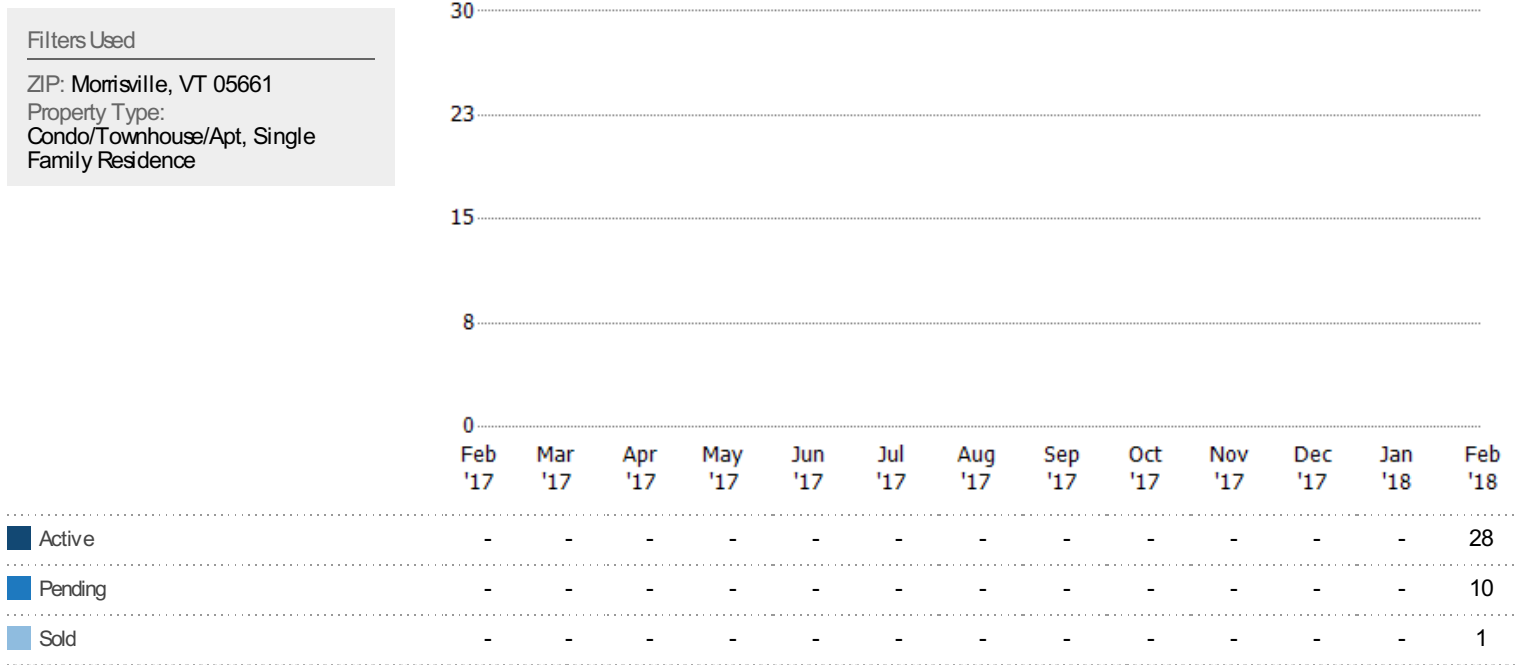 Filters Used
ZIP: Morrisville, VT 05661
Property Type:
Condo/Townhouse/Apt, Single
Family Residence
30
23
15
8
0
Feb Mar Apr May Jun Jul Aug Sep Oct Nov Dec Jan Feb
'17 '17 '17 '17 '17 '17 '17 '17 '17 '17 '17 '18 '18
Active - - - - - - - - - - - - 28
Pending - - - - - - - - - - - - 10
Sold - - - - - - - - - - - - 1